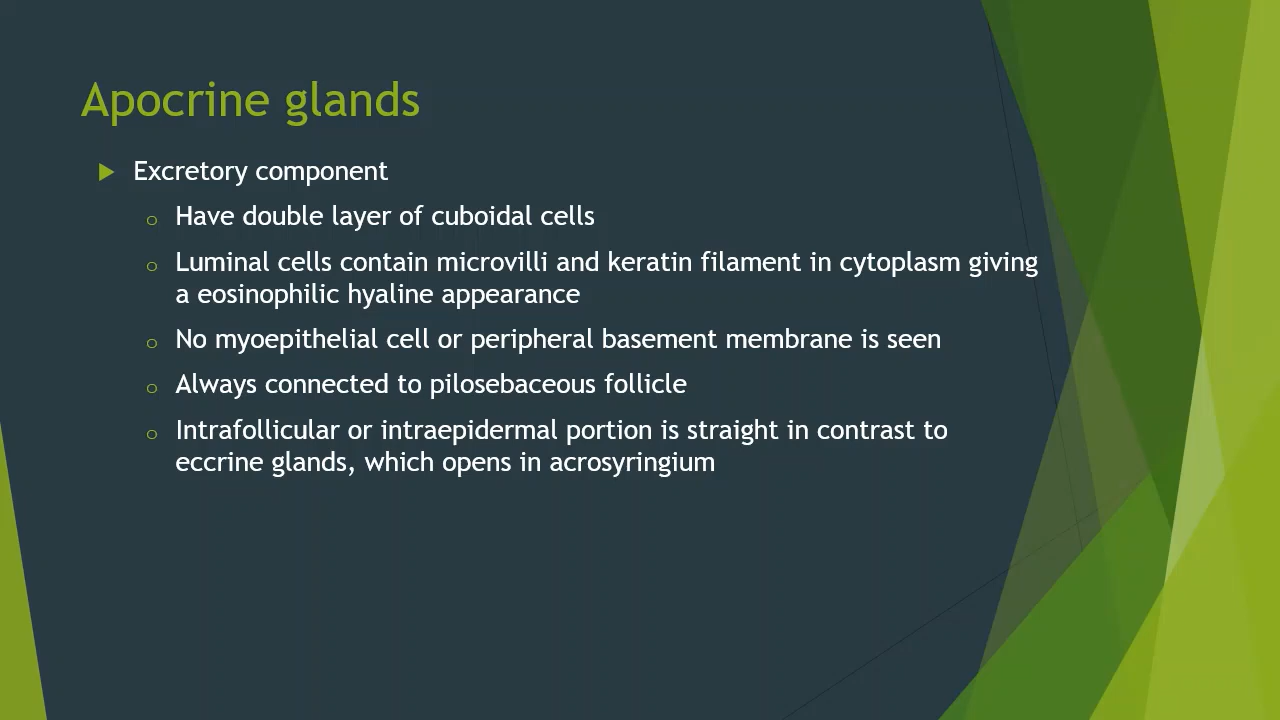 Apocrine glands
Excretory component
Have double layer of cuboidal cells
Luminal cells contain microvilli and keratin filament in cytoplasm giving
a eosinophilic hyaline appearance
No myoepithelial cell or peripheral basement membrane is seen
Always connected to pilosebaceous follicle
Intrafollicular or intraepidermal portion is straight in contrast to
eccrine glands, which opens in acrosyringium